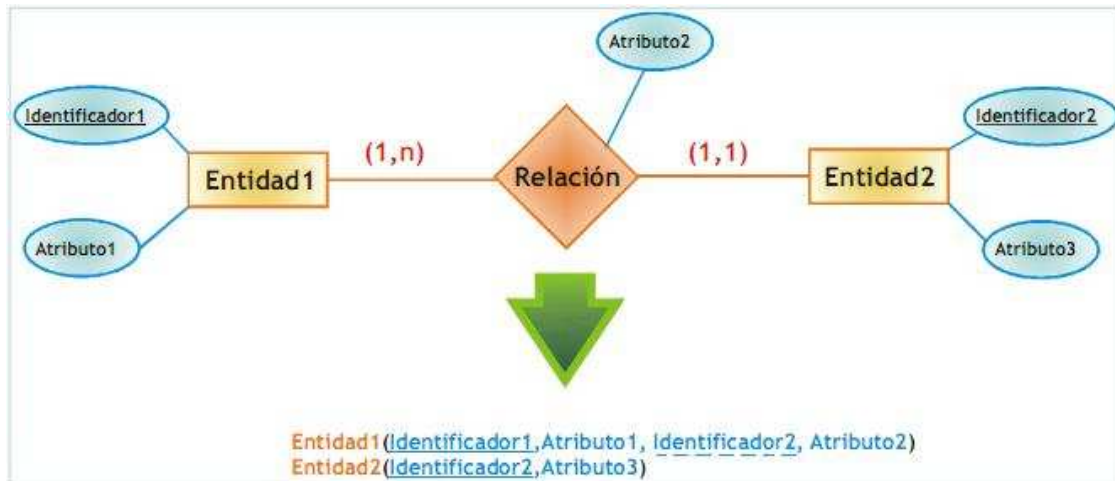 Atributo2
Identificador1
Identificador2
(1,n)
(1,1)
Entidad1
Relación
Entidad2
Atributo1
Atributo3
Entidad1(Identificador1,Atributo1, Identificador2, Atributo2)
Entidad2(Identificador2,Atributo3)